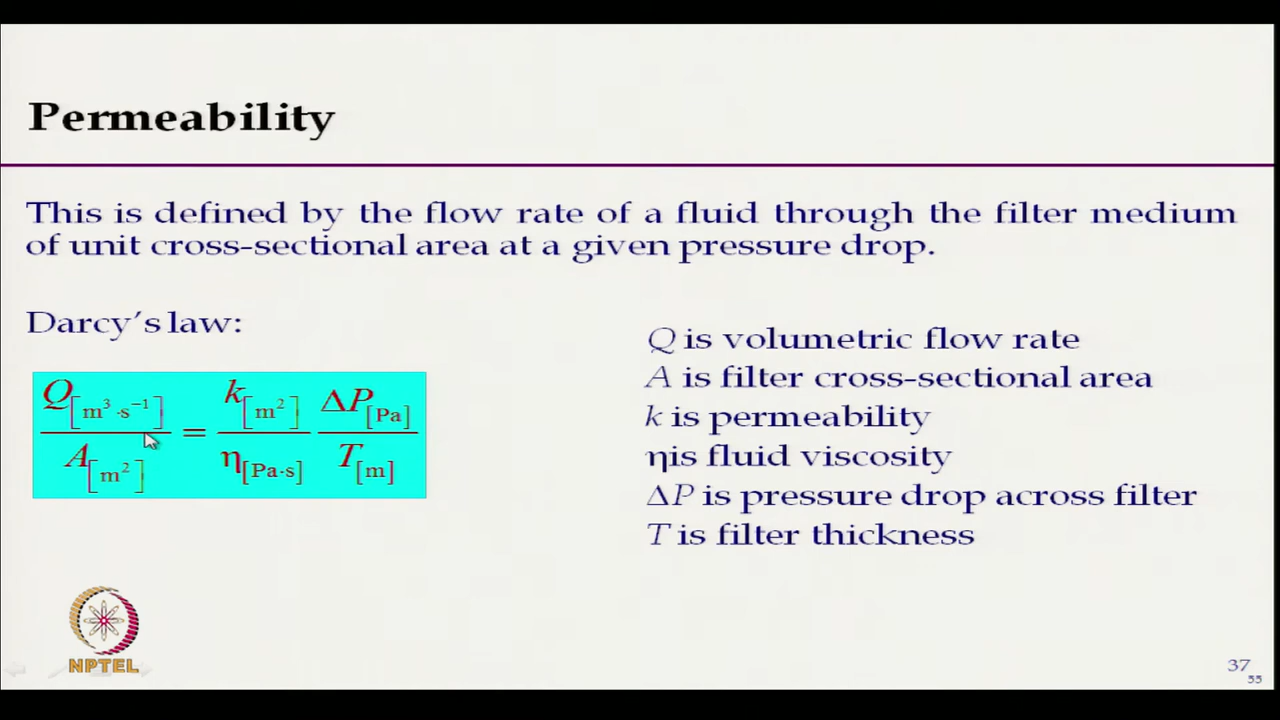 Permeability
This is defined by the flow rate of a fluid through the filter medium
of unit cross-sectional area at a given pressure drop.
Darcy's law:
Q[m³·s⁻¹] / A[m²] = k[m²] / η[Pa·s] ΔP[Pa] / T[m]
Q is volumetric flow rate
A is filter cross-sectional area
k is permeability
ηis fluid viscosity
ΔP is pressure drop across filter
T is filter thickness
NPTEL
37
55